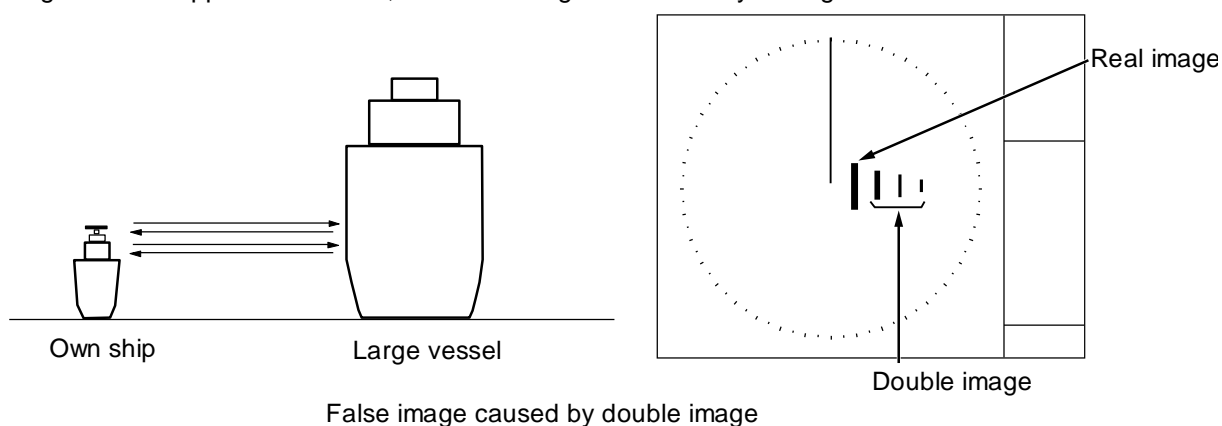 Real image
Own ship
Large vessel
Double image
False image caused by double image